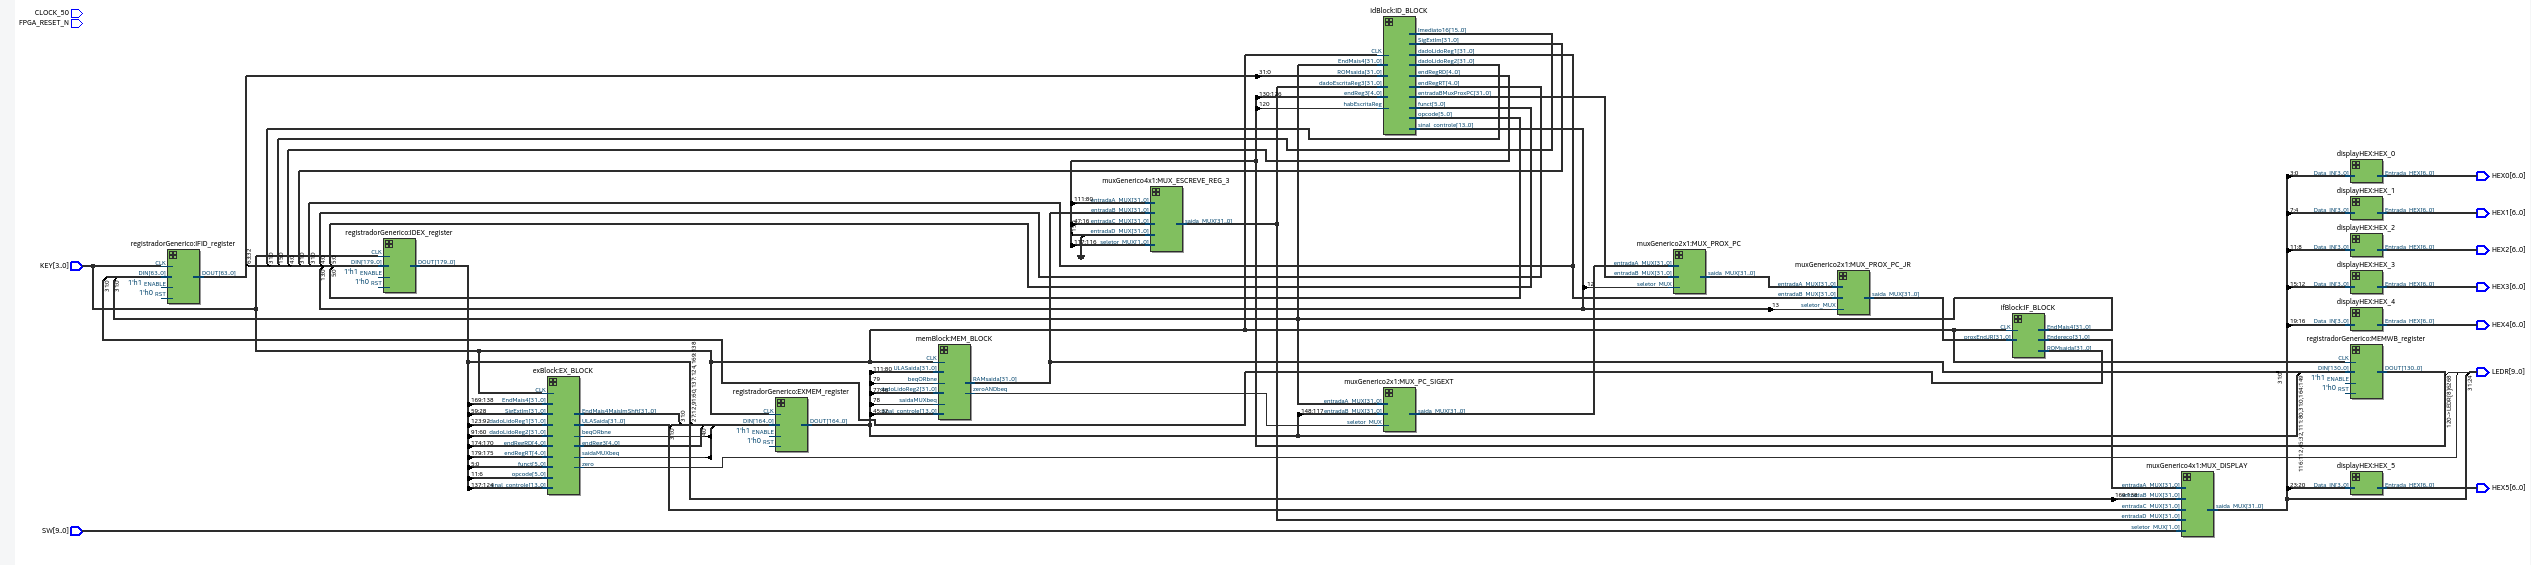 CLOCK_50
FPGA_RESET_N
KEY[3..0]
SW[9..0]
registradorGenerico:IFID_register
CLK
DIN[63..0]
1'h1 ENABLE
1'h0 RST
DOUT[63..0]
registradorGenerico:IDEX_register
CLK
DIN[179..0]
1'h1 ENABLE
1'h0 RST
DOUT[179..0]
exBlock:EX_BLOCK
CLK
169:138 EndMais4[31..0]
59:28 SigExtIm[31..0]
123:92 dadoLidoReg1[31..0]
91:60 dadoLidoReg2[31..0]
174:170 endRegRD[4..0]
179:175 endRegRT[4..0]
5:0 funct[5..0]
11:6 opcode[5..0]
137:124 sinal_controle[13..0]
ULASaida[31..0]
beqORbne
endReg3[4..0]
saidaMUXbeq
zero
registradorGenerico:EXMEM_register
CLK
DIN[164..0]
1'h1 ENABLE
1'h0 RST
DOUT[164..0]
memBlock:MEM_BLOCK
CLK
111:80 ULASaida[31..0]
79 beqORbne
dadoLidoReg2[31..0]
78 saidaMUXbeq
sinal_controle[13..0]
RAMsaida[31..0]
zeroANDbeq
muxGenerico4x1:MUX_ESCREVE_REG_3
entradaA_MUX[31..0]
entradaB_MUX[31..0]
47:16 entradaC_MUX[31..0]
entradaD_MUX[31..0]
117:116 seletor_MUX[1..0]
saida_MUX[31..0]
idBlock:ID_BLOCK
CLK
EndMais4[31..0]
31:0 ROMsaida[31..0]
dadoEscritaReg3[31..0]
130:126 endReg3[4..0]
120 habEscritaReg
Imediato16[15..0]
SigExtIm[31..0]
dadoLidoReg1[31..0]
dadoLidoReg2[31..0]
endRegRD[4..0]
endRegRT[4..0]
entradaBMuxProxPC[31..0]
funct[5..0]
opcode[5..0]
sinal_controle[13..0]
muxGenerico2x1:MUX_PC_SIGEXT
entradaA_MUX[31..0]
148:117 entradaB_MUX[31..0]
seletor_MUX
saida_MUX[31..0]
muxGenerico2x1:MUX_PROX_PC
entradaA_MUX[31..0]
entradaB_MUX[31..0]
12 seletor_MUX
saida_MUX[31..0]
muxGenerico2x1:MUX_PROX_PC_JR
entradaA_MUX[31..0]
entradaB_MUX[31..0]
13 seletor_MUX
saida_MUX[31..0]
ifBlock:IF_BLOCK
CLK
proxEndJR[31..0]
EndMais4[31..0]
Endereco[31..0]
ROMsaida[31..0]
muxGenerico4x1:MUX_DISPLAY
entradaA_MUX[31..0]
169:138 entradaB_MUX[31..0]
entradaC_MUX[31..0]
entradaD_MUX[31..0]
seletor_MUX[1..0]
saida_MUX[31..0]
displayHEX:HEX_0
3:0 Data_IN[3..0] Entrada_HEX[6..0] HEX0[6..0]
displayHEX:HEX_1
7:4 Data_IN[3..0] Entrada_HEX[6..0] HEX1[6..0]
displayHEX:HEX_2
11:8 Data_IN[3..0] Entrada_HEX[6..0] HEX2[6..0]
displayHEX:HEX_3
15:12 Data_IN[3..0] Entrada_HEX[6..0] HEX3[6..0]
displayHEX:HEX_4
19:16 Data_IN[3..0] Entrada_HEX[6..0] HEX4[6..0]
registradorGenerico:MEMWB_register
CLK
DIN[130..0]
1'h1 ENABLE
1'h0 RST
DOUT[130..0]
LEDR[9..0]
displayHEX:HEX_5
23:20 Data_IN[3..0] Entrada_HEX[6..0] HEX5[6..0]